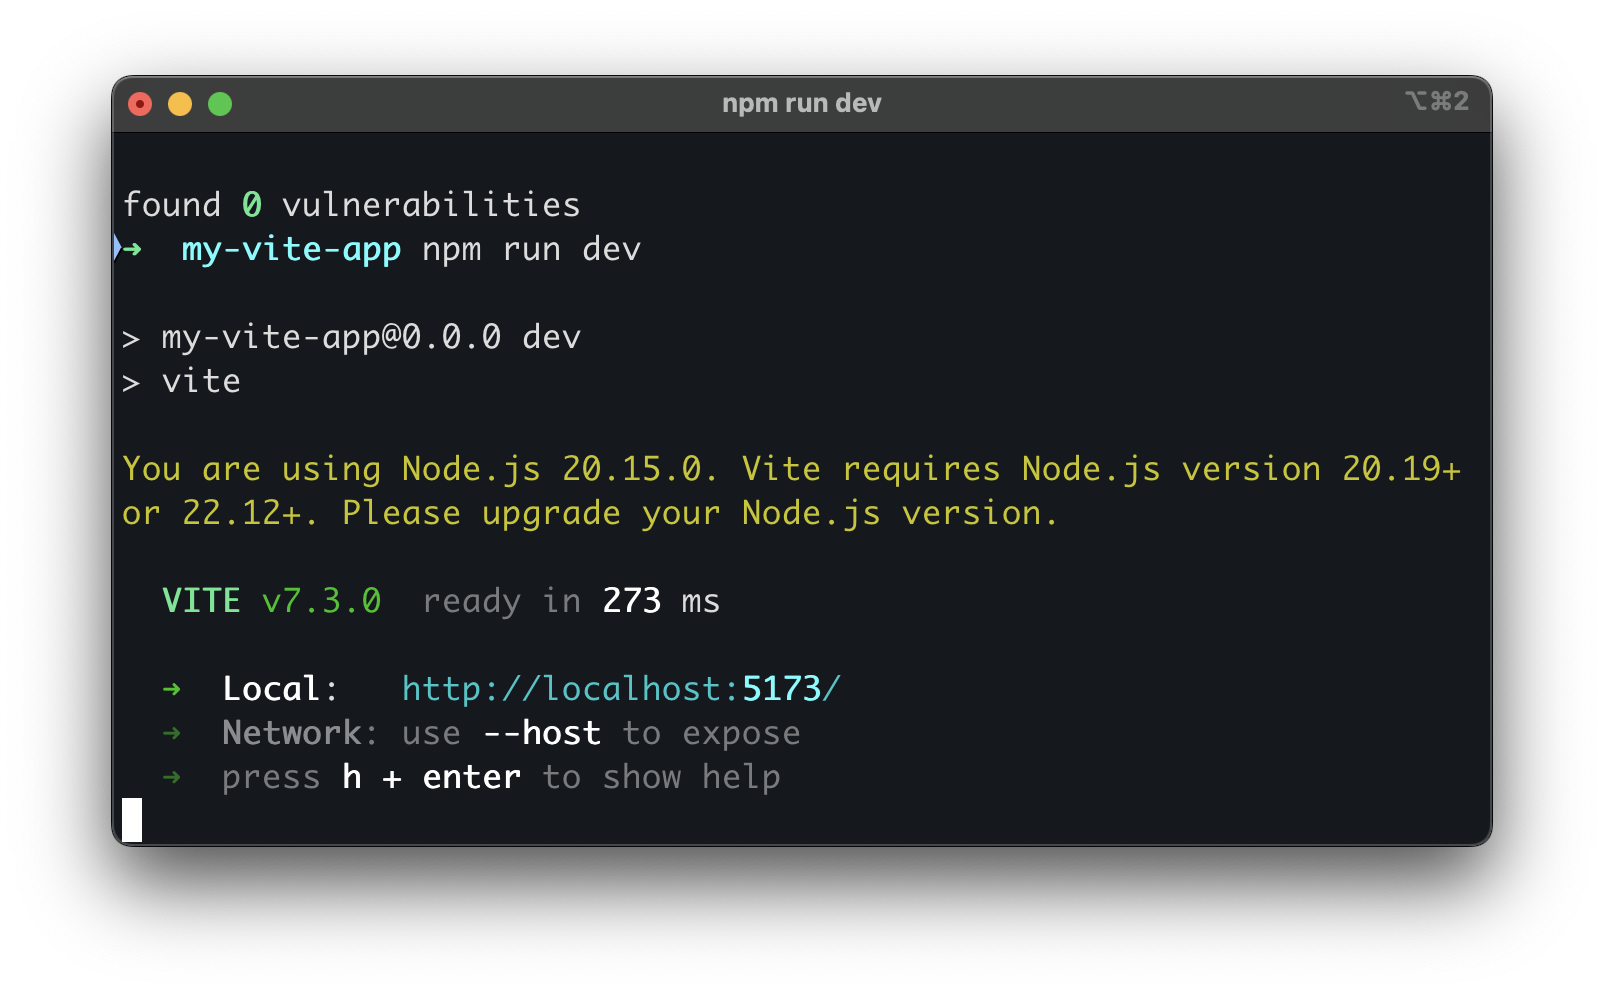 npm run dev
⌥⌘2
found 0 vulnerabilities
➜  my-vite-app npm run dev
> my-vite-app@0.0.0 dev
> vite
You are using Node.js 20.15.0. Vite requires Node.js version 20.19+
or 22.12+. Please upgrade your Node.js version.
VITE v7.3.0  ready in 273 ms
➜  Local:   http://localhost:5173/
➜  Network: use --host to expose
➜  press h + enter to show help